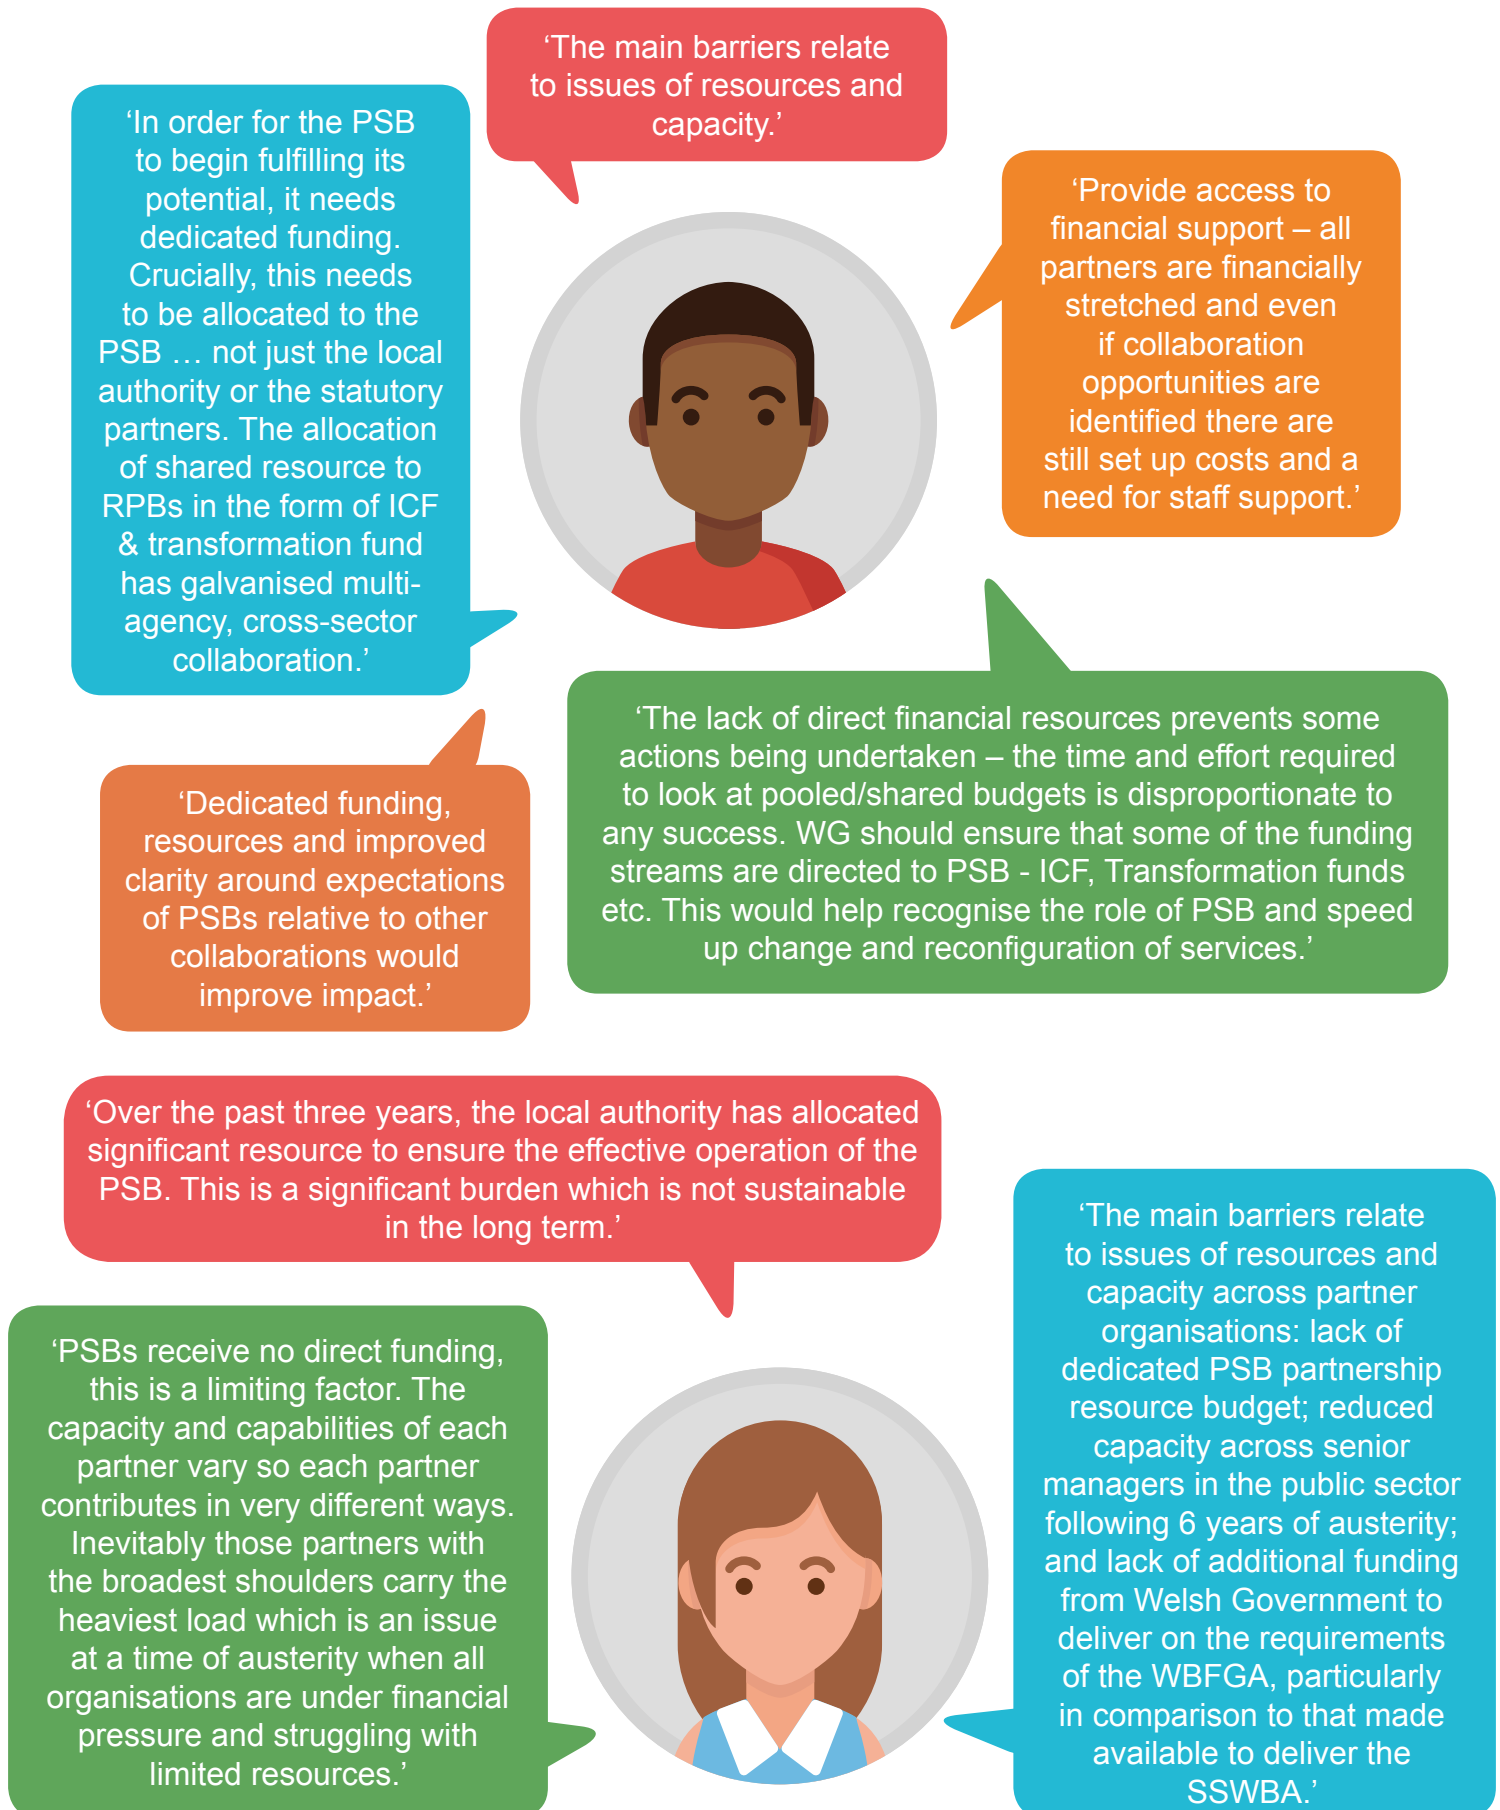 ‘The main barriers relate
to issues of resources and
capacity.’
‘In order for the PSB
to begin fulfilling its
potential, it needs
dedicated funding.
Crucially, this needs
to be allocated to the
PSB … not just the local
authority or the statutory
partners. The allocation
of shared resource to
RPBs in the form of ICF
& transformation fund
has galvanised multi-
agency, cross-sector
collaboration.’
‘Provide access to
financial support – all
partners are financially
stretched and even
if collaboration
opportunities are
identified there are
still set up costs and a
need for staff support.’
‘The lack of direct financial resources prevents some
actions being undertaken – the time and effort required
to look at pooled/shared budgets is disproportionate to
any success. WG should ensure that some of the funding
streams are directed to PSB - ICF, Transformation funds
etc. This would help recognise the role of PSB and speed
up change and reconfiguration of services.’
‘Dedicated funding,
resources and improved
clarity around expectations
of PSBs relative to other
collaborations would
improve impact.’
‘Over the past three years, the local authority has allocated
significant resource to ensure the effective operation of the
PSB. This is a significant burden which is not sustainable
in the long term.’
‘The main barriers relate
to issues of resources and
capacity across partner
organisations: lack of
dedicated PSB partnership
resource budget; reduced
capacity across senior
managers in the public sector
following 6 years of austerity;
and lack of additional funding
from Welsh Government to
deliver on the requirements
of the WBFGA, particularly
in comparison to that made
available to deliver the
SSWBA.’
‘PSBs receive no direct funding,
this is a limiting factor. The
capacity and capabilities of each
partner vary so each partner
contributes in very different ways.
Inevitably those partners with
the broadest shoulders carry the
heaviest load which is an issue
at a time of austerity when all
organisations are under financial
pressure and struggling with
limited resources.’